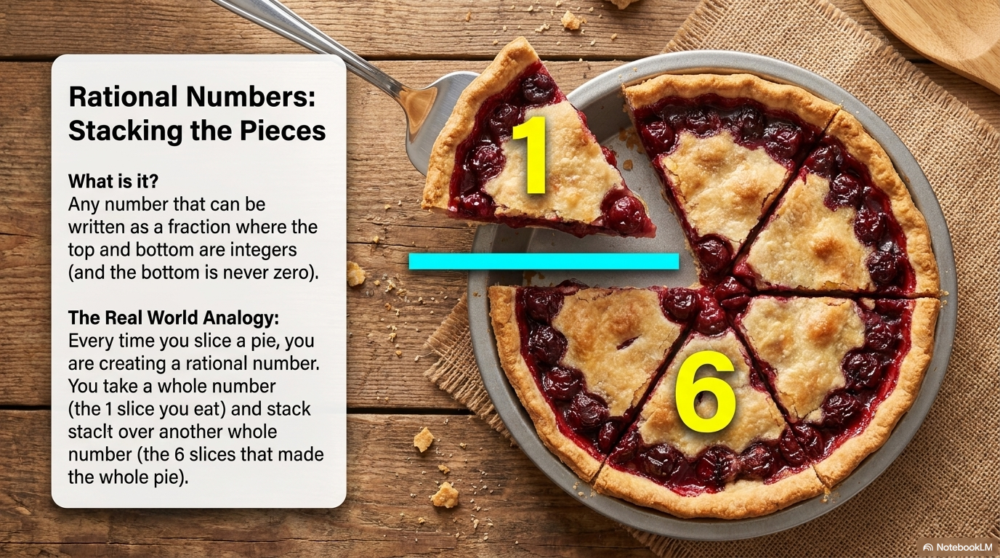 Rational Numbers:
Stacking the Pieces
What is it?
Any number that can be
written as a fraction where the
top and bottom are integers
(and the bottom is never zero).
The Real World Analogy:
Every time you slice a pie, you
are creating a rational number.
You take a whole number
(the 1 slice you eat) and stack
staclt over another whole
number (the 6 slices that made
the whole pie).
1
6
NotebookLM